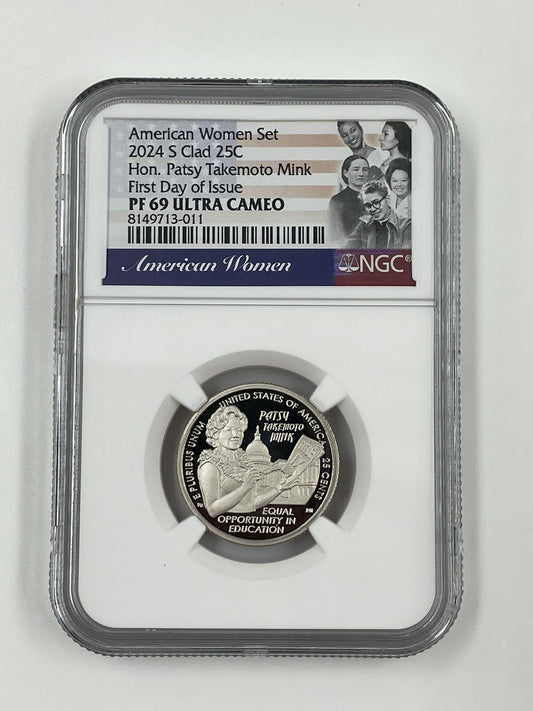 American Women Set
2024 S Clad 25C
Hon. Patsy Takemoto Mink
First Day of Issue
PF 69 ULTRA CAMEO
8149713-011
American Women
NGC®
UNITED STATES OF AMERICA
PATSY
TAKEMOTO
MINK
E PLURIBUS UNUM
25 CENTS
EQUAL
OPPORTUNITY IN
EDUCATION